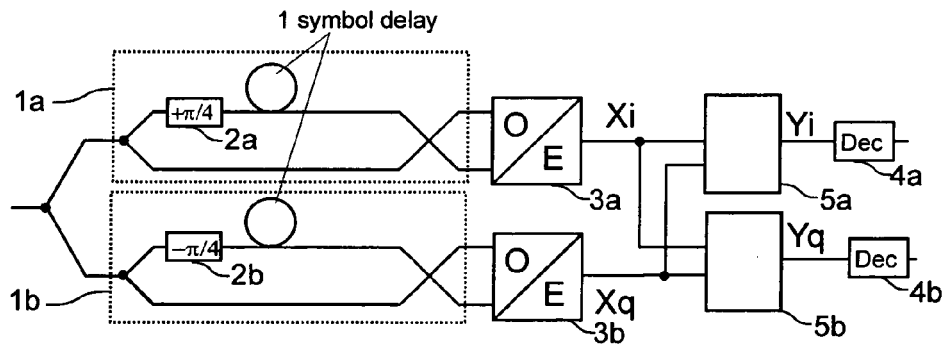 1 symbol delay
1a
+π/4
2a
O
E
3a
Xi
Yi
Dec
4a
5a
1b
−π/4
2b
O
E
3b
Xq
Yq
Dec
4b
5b